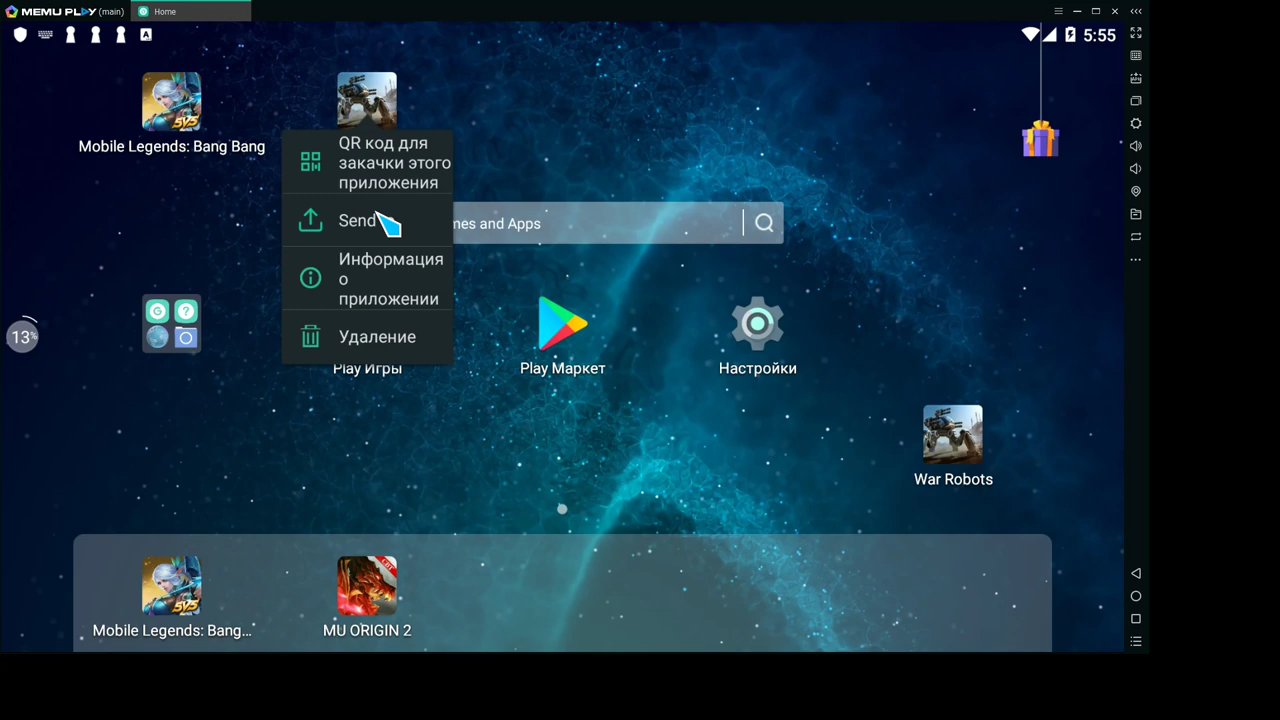 MEMU PLAY (main)
Home
5:55
Mobile Legends: Bang Bang
QR код для
закачки этого
приложения
Send
mes and Apps
Информация
о
приложении
13%
Удаление
Play Игры
Play Маркет
Настройки
War Robots
Mobile Legends: Bang...
MU ORIGIN 2